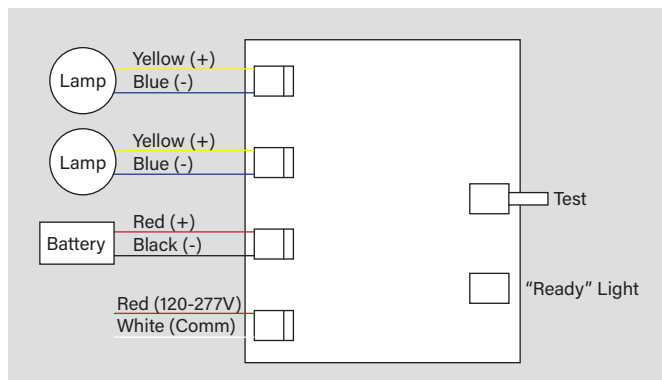 Yellow (+)
Lamp
Blue (-)
Yellow (+)
Lamp
Blue (-)
Red (+)
Battery
Black (-)
Red (120-277V)
White (Comm)
Test
“Ready” Light